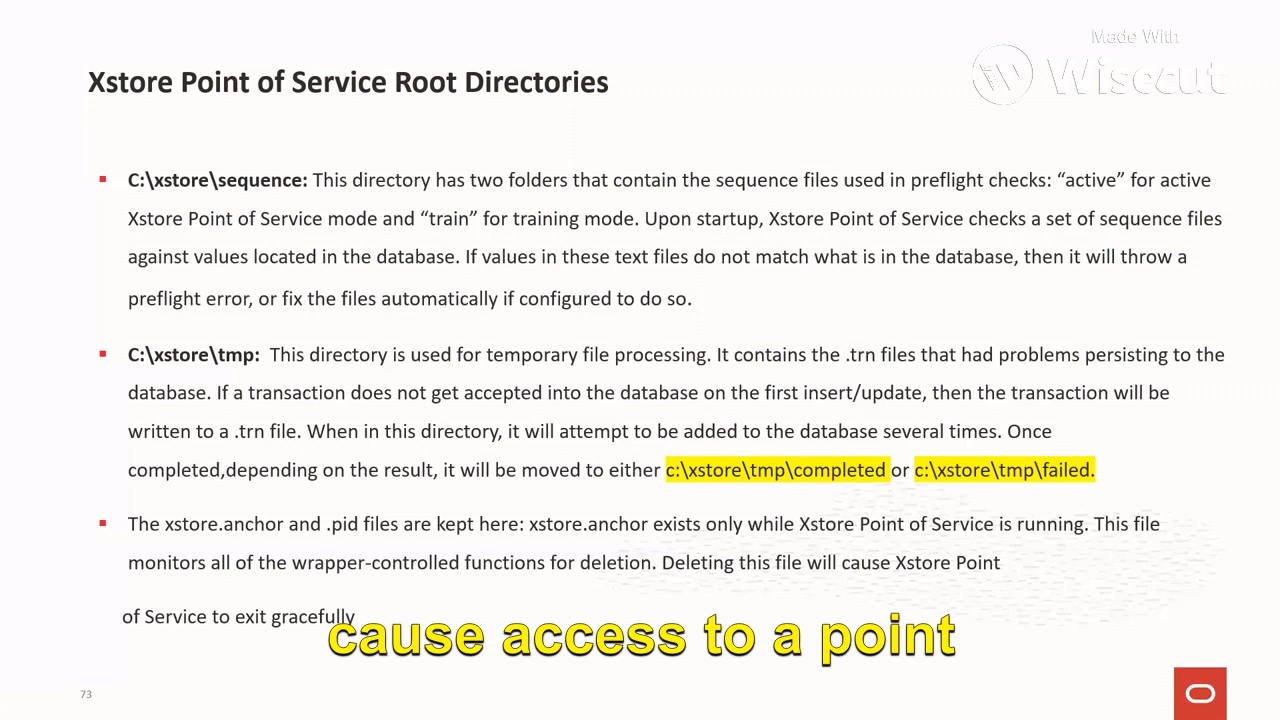 Made With
Wisecut
Xstore Point of Service Root Directories
C:\xstore\sequence: This directory has two folders that contain the sequence files used in preflight checks: “active” for active
Xstore Point of Service mode and “train” for training mode. Upon startup, Xstore Point of Service checks a set of sequence files
against values located in the database. If values in these text files do not match what is in the database, then it will throw a
preflight error, or fix the files automatically if configured to do so.
C:\xstore\tmp: This directory is used for temporary file processing. It contains the .trn files that had problems persisting to the
database. If a transaction does not get accepted into the database on the first insert/update, then the transaction will be
written to a .trn file. When in this directory, it will attempt to be added to the database several times. Once
completed,depending on the result, it will be moved to either c:\xstore\tmp\completed or c:\xstore\tmp\failed.
The xstore.anchor and .pid files are kept here: xstore.anchor exists only while Xstore Point of Service is running. This file
monitors all of the wrapper-controlled functions for deletion. Deleting this file will cause Xstore Point
of Service to exit gracefully
cause access to a point
73